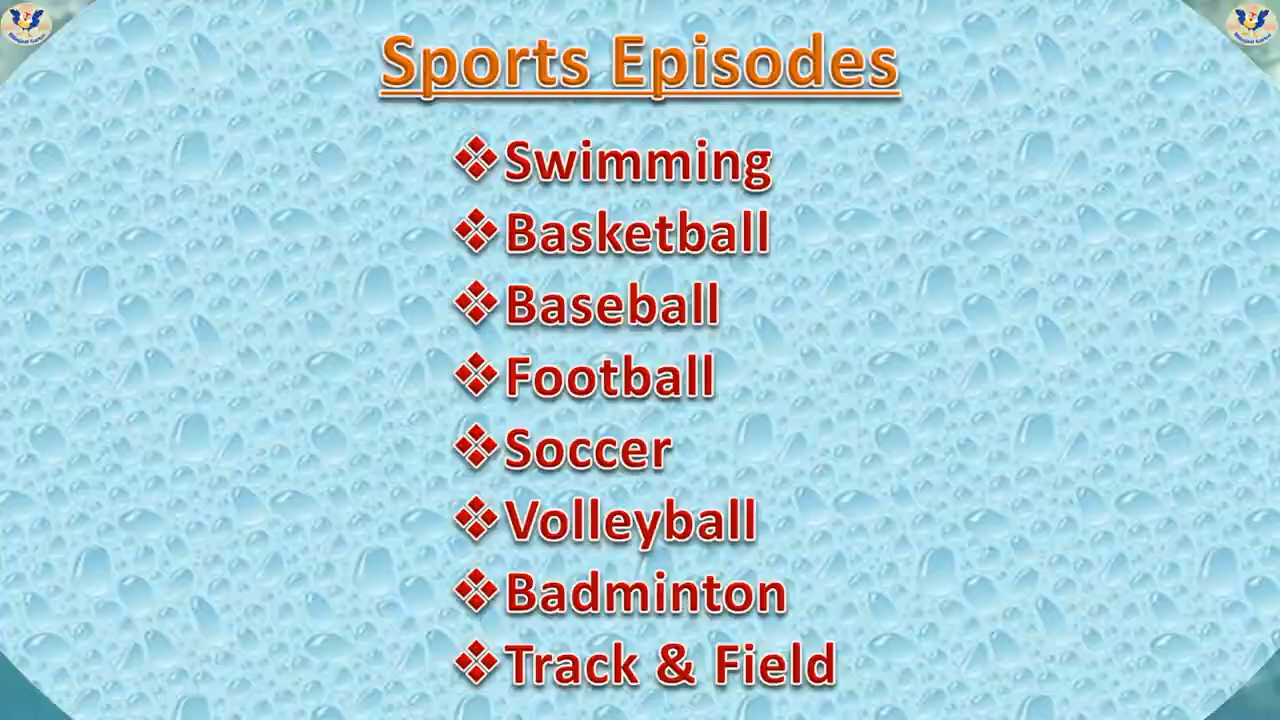 Sports Episodes
❖Swimming
❖Basketball
❖Baseball
❖Football
❖Soccer
❖Volleyball
❖Badminton
❖Track & Field